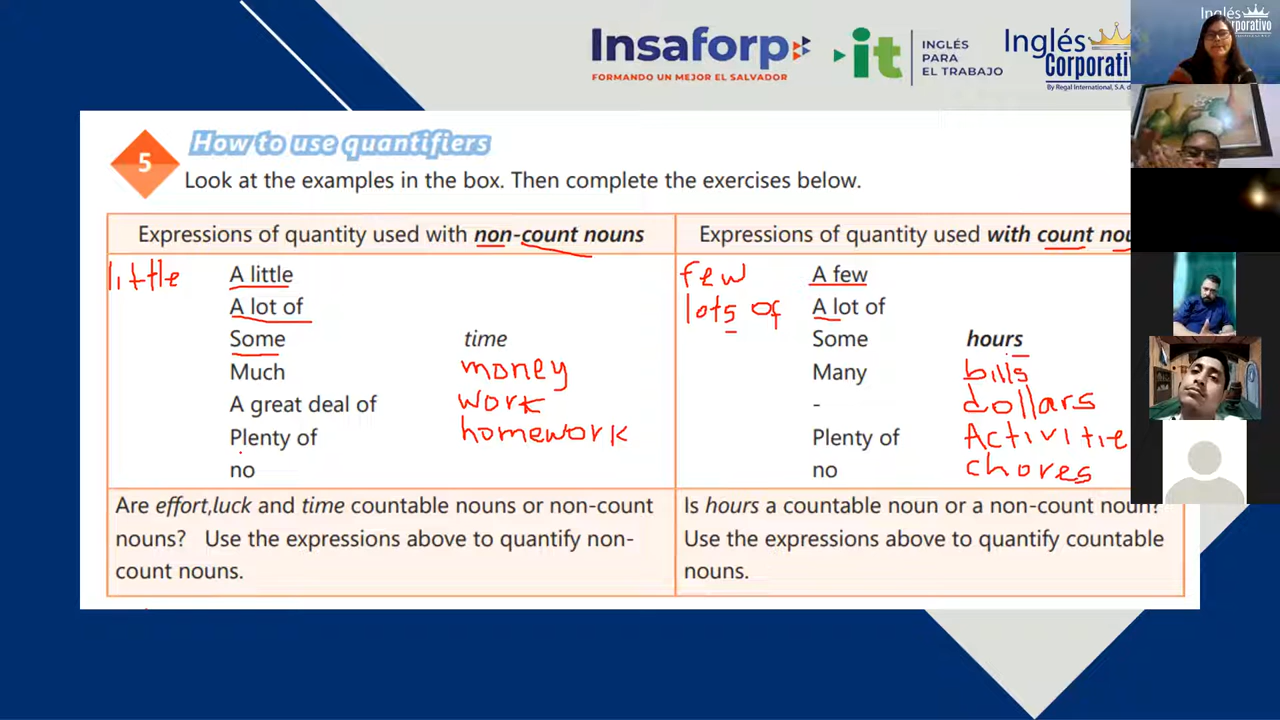 Insaforp
FORMANDO UN MEJOR EL SALVADOR
it
INGLÉS
PARA
EL TRABAJO
Inglés
Corporativ
By Regal International, S.A. d
Inglés
Corporativo
5
How to use quantifiers
Look at the examples in the box. Then complete the exercises below.
Expressions of quantity used with non-count nouns
little A little
A lot of
Some time
Much money
A great deal of work
Plenty of homework
no
Are effort,luck and time countable nouns or non-count
nouns? Use the expressions above to quantify non-
count nouns.
Expressions of quantity used with count nou
few A few
lots of A lot of
Some hours
Many bills
- dollars
Plenty of Activitie
no chores
Is hours a countable noun or a non-count noun?
Use the expressions above to quantify countable
nouns.